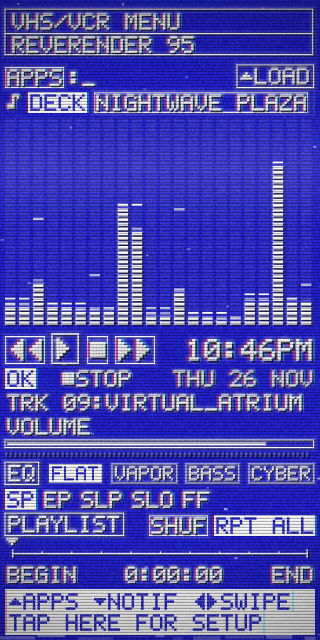 VHS/VCR MENU
REVERENDER 95
APPS:_ LOAD
DECK NIGHTWAVE PLAZA
10:46PM
OK STOP THU 26 NOV
TRK 09:VIRTUAL_ATRIUM
VOLUME
EQ FLAT VAPOR BASS CYBER
SP EP SLP SLO FF
PLAYLIST SHUF RPT ALL
BEGIN 0:00:00 END
APPS NOTIF SWIPE
TAP HERE FOR SETUP